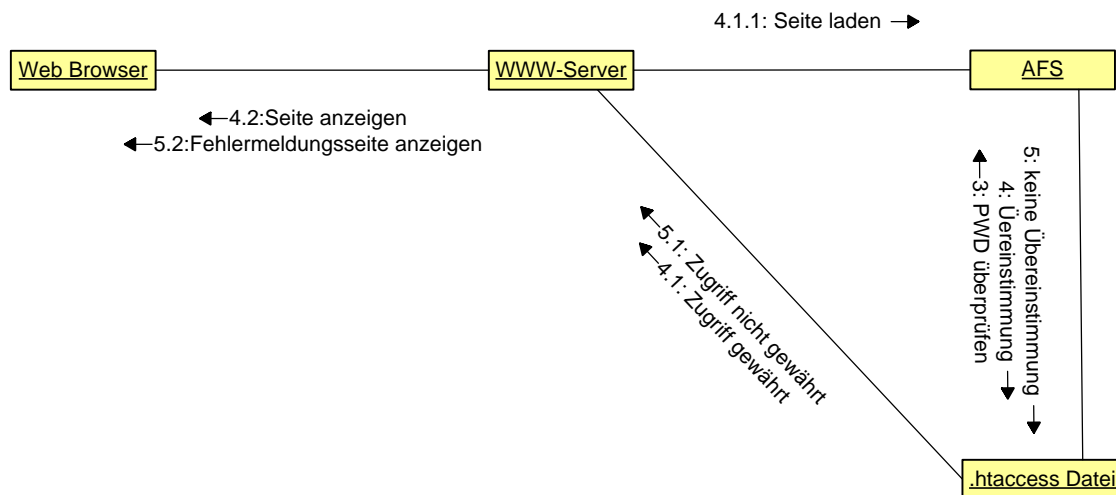 4.1.1: Seite laden
Web Browser
WWW-Server
AFS
4.2:Seite anzeigen
5.2:Fehlermeldungsseite anzeigen
5: keine Übereinstimmung
4: Üereinstimmung
3: PWD überprüfen
5.1: Zugriff nicht gewährt
4.1: Zugriff gewährt
.htaccess Datei